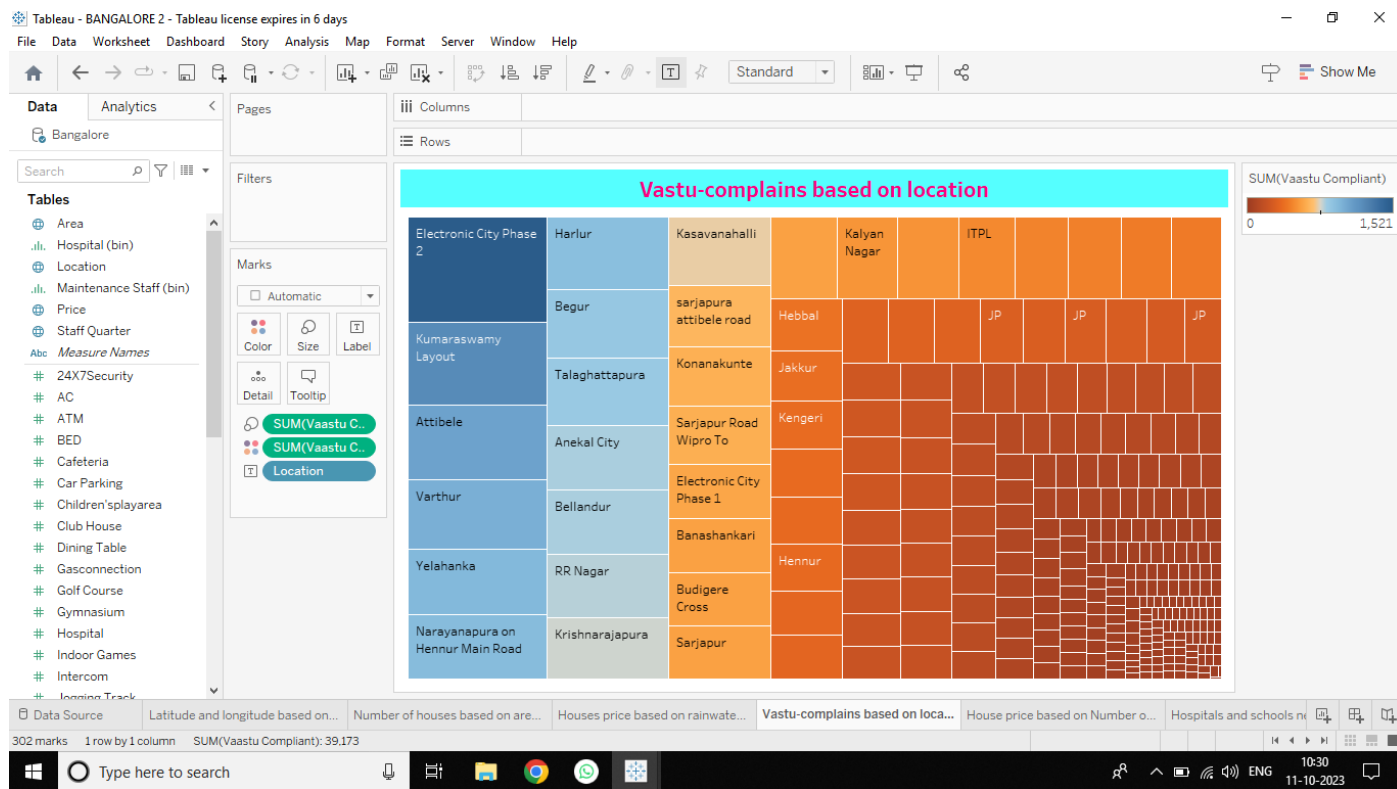 Tableau - BANGALORE 2 - Tableau license expires in 6 days
File Data Worksheet Dashboard Story Analysis Map Format Server Window Help
Standard
Show Me
Data Analytics
Bangalore
Search
Tables
Area
Hospital (bin)
Location
Maintenance Staff (bin)
Price
Staff Quarter
Abc Measure Names
# 24X7Security
# AC
# ATM
# BED
# Cafeteria
# Car Parking
# Children'splayarea
# Club House
# Dining Table
# Gasconnection
# Golf Course
# Gymnasium
# Hospital
# Indoor Games
# Intercom
# Jogging Track
Pages
Filters
Marks
Automatic
Color Size Label
Detail Tooltip
SUM(Vaastu C..
SUM(Vaastu C..
Location
Columns
Rows
Vastu-complains based on location
Electronic City Phase
2
Kumaraswamy
Layout
Attibele
Varthur
Yelahanka
Narayanapura on
Hennur Main Road
Harlur
Begur
Talaghattapura
Anekal City
Bellandur
RR Nagar
Krishnarajapura
Kasavanahalli
sarjapura
attibele road
Konanakunte
Sarjapur Road
Wipro To
Electronic City
Phase 1
Banashankari
Budigere
Cross
Sarjapur
Kalyan
Nagar
ITPL
Hebbal
JP
JP
JP
Jakkur
Kengeri
Hennur
SUM(Vaastu Compliant)
0 1,521
Data Source Latitude and longitude based on... Number of houses based on are... Houses price based on rainwate... Vastu-complains based on loca... House price based on Number o... Hospitals and schools ne
302 marks 1 row by 1 column SUM(Vaastu Compliant): 39,173
Type here to search
ENG
10:30
11-10-2023